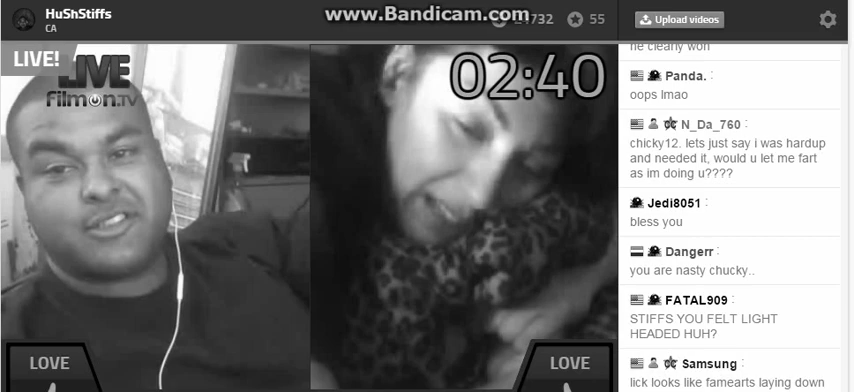 HuShStiffs
CA
www.Bandicam.com
55
Upload videos
LIVE!
LIVE
filmon.TV
02:40
LOVE
LOVE
he clearly won
Panda. :
oops lmao
N_Da_760 :
chicky12. lets just say i was hardup
and needed it, would u let me fart
as im doing u????
Jedi8051 :
bless you
Dangerr :
you are nasty chucky..
FATAL909 :
STIFFS YOU FELT LIGHT
HEADED HUH?
Samsung :
lick looks like famearts laying down